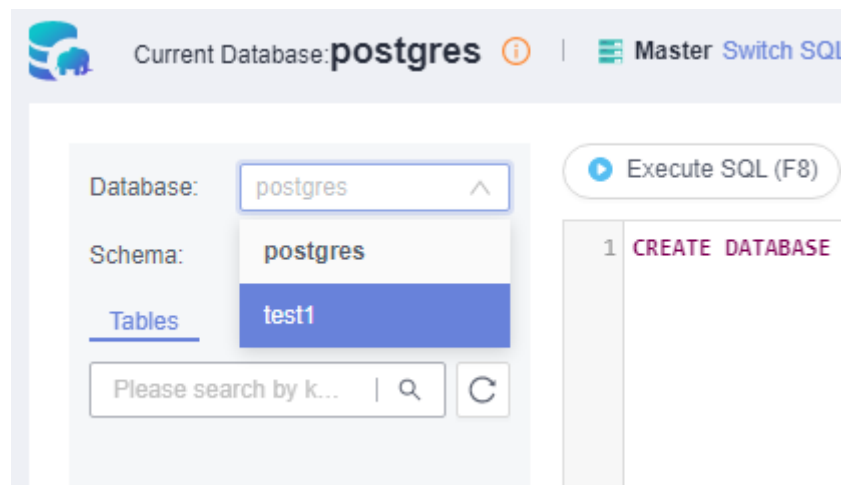 Current Database:postgres | Master Switch SQL
Database: postgres
Execute SQL (F8)
Schema:
postgres
test1
Tables
Please search by k... |
1 CREATE DATABASE